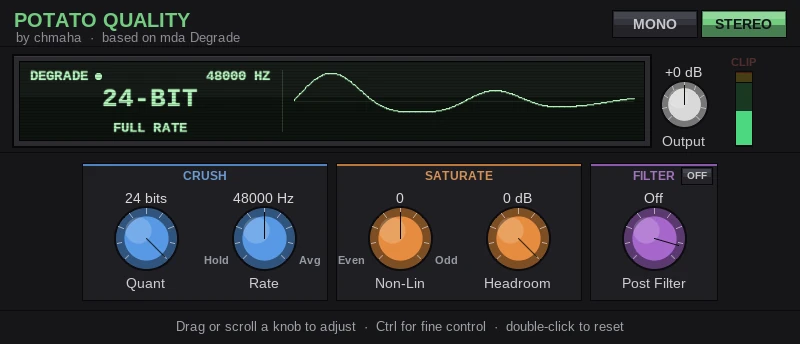 POTATO QUALITY
by chmaha · based on mda Degrade
MONO
STEREO
DEGRADE
48000 HZ
24-BIT
FULL RATE
+0 dB
Output
CLIP
CRUSH
24 bits
48000 Hz
Hold
Avg
Quant
Rate
SATURATE
0
0 dB
Even
Odd
Non-Lin
Headroom
FILTER
OFF
Off
Post Filter
Drag or scroll a knob to adjust · Ctrl for fine control · double-click to reset